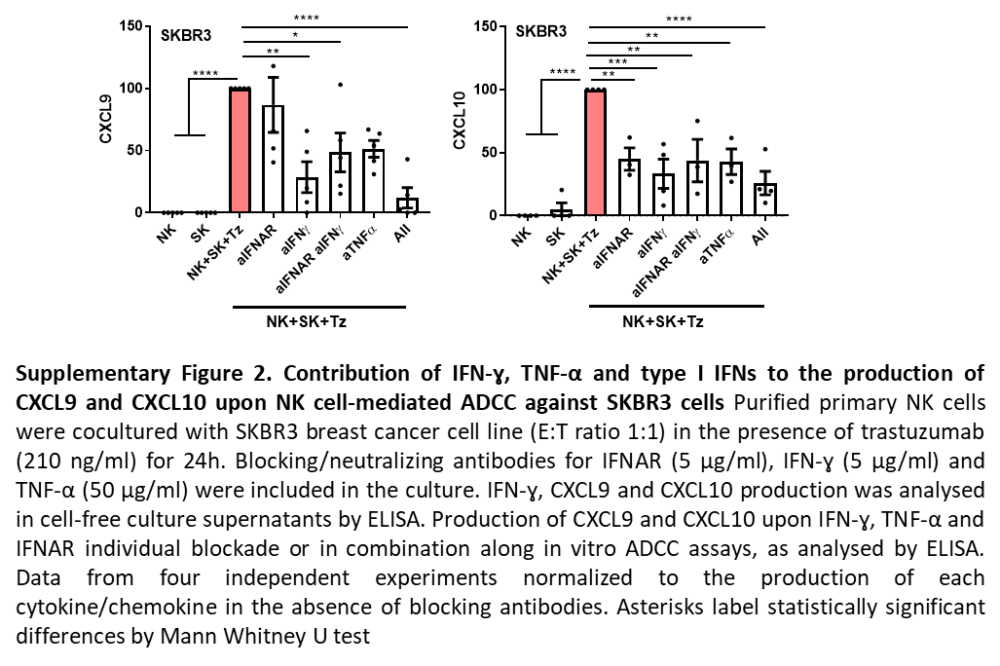 150
SKBR3
****
*
**
****
100
CXCL9
50
0
NK
SK
NK+SK+Tz
aIFNAR
aIFNγ
aIFNAR aIFNγ
aTNFα
All
NK+SK+Tz
150
SKBR3
****
**
**
***
**
****
100
CXCL10
50
0
NK
SK
NK+SK+Tz
aIFNAR
aIFNγ
aIFNAR aIFNγ
aTNFα
All
NK+SK+Tz
Supplementary Figure 2. Contribution of IFN-ɣ, TNF-α and type I IFNs to the production of
CXCL9 and CXCL10 upon NK cell-mediated ADCC against SKBR3 cells Purified primary NK cells
were cocultured with SKBR3 breast cancer cell line (E:T ratio 1:1) in the presence of trastuzumab
(210 ng/ml) for 24h. Blocking/neutralizing antibodies for IFNAR (5 µg/ml), IFN-ɣ (5 µg/ml) and
TNF-α (50 µg/ml) were included in the culture. IFN-ɣ, CXCL9 and CXCL10 production was analysed
in cell-free culture supernatants by ELISA. Production of CXCL9 and CXCL10 upon IFN-ɣ, TNF-α and
IFNAR individual blockade or in combination along in vitro ADCC assays, as analysed by ELISA.
Data from four independent experiments normalized to the production of each
cytokine/chemokine in the absence of blocking antibodies. Asterisks label statistically significant
differences by Mann Whitney U test